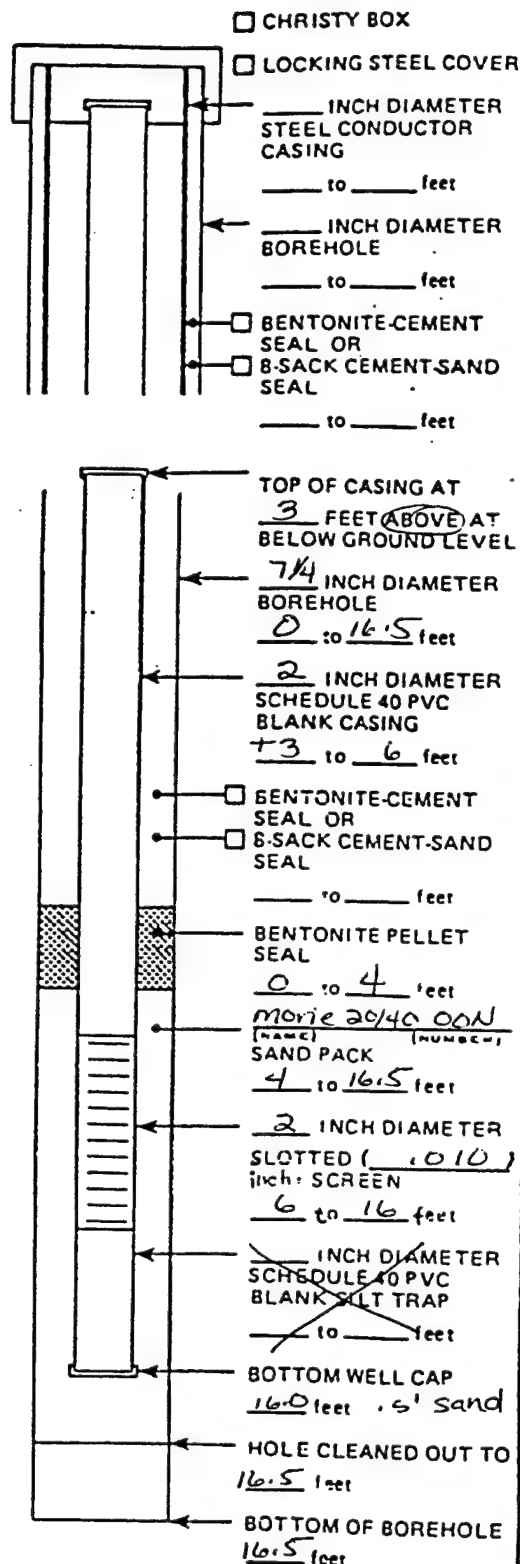 ☐ CHRISTY BOX
☐ LOCKING STEEL COVER
____ INCH DIAMETER
STEEL CONDUCTOR
CASING
____ to ____ feet
____ INCH DIAMETER
BOREHOLE
____ to ____ feet
☐ BENTONITE-CEMENT
SEAL OR
☐ 8-SACK CEMENT-SAND
SEAL
____ to ____ feet
TOP OF CASING AT
3 FEET ABOVE AT
BELOW GROUND LEVEL
7 1/4 INCH DIAMETER
BOREHOLE
0 to 16.5 feet
2 INCH DIAMETER
SCHEDULE 40 PVC
BLANK CASING
+3 to 6 feet
☐ BENTONITE-CEMENT
SEAL OR
☐ 8-SACK CEMENT-SAND
SEAL
____ to ____ feet
BENTONITE PELLET
SEAL
0 to 4 feet
morie 20/40 OON
(NAME) (NUMBER)
SAND PACK
4 to 16.5 feet
2 INCH DIAMETER
SLOTTED ( .010 )
inch: SCREEN
6 to 16 feet
____ INCH DIAMETER
SCHEDULE 40 PVC
BLANK SILT TRAP
____ to ____ feet
BOTTOM WELL CAP
16.0 feet .5' sand
HOLE CLEANED OUT TO
16.5 feet
BOTTOM OF BOREHOLE
16.5 feet